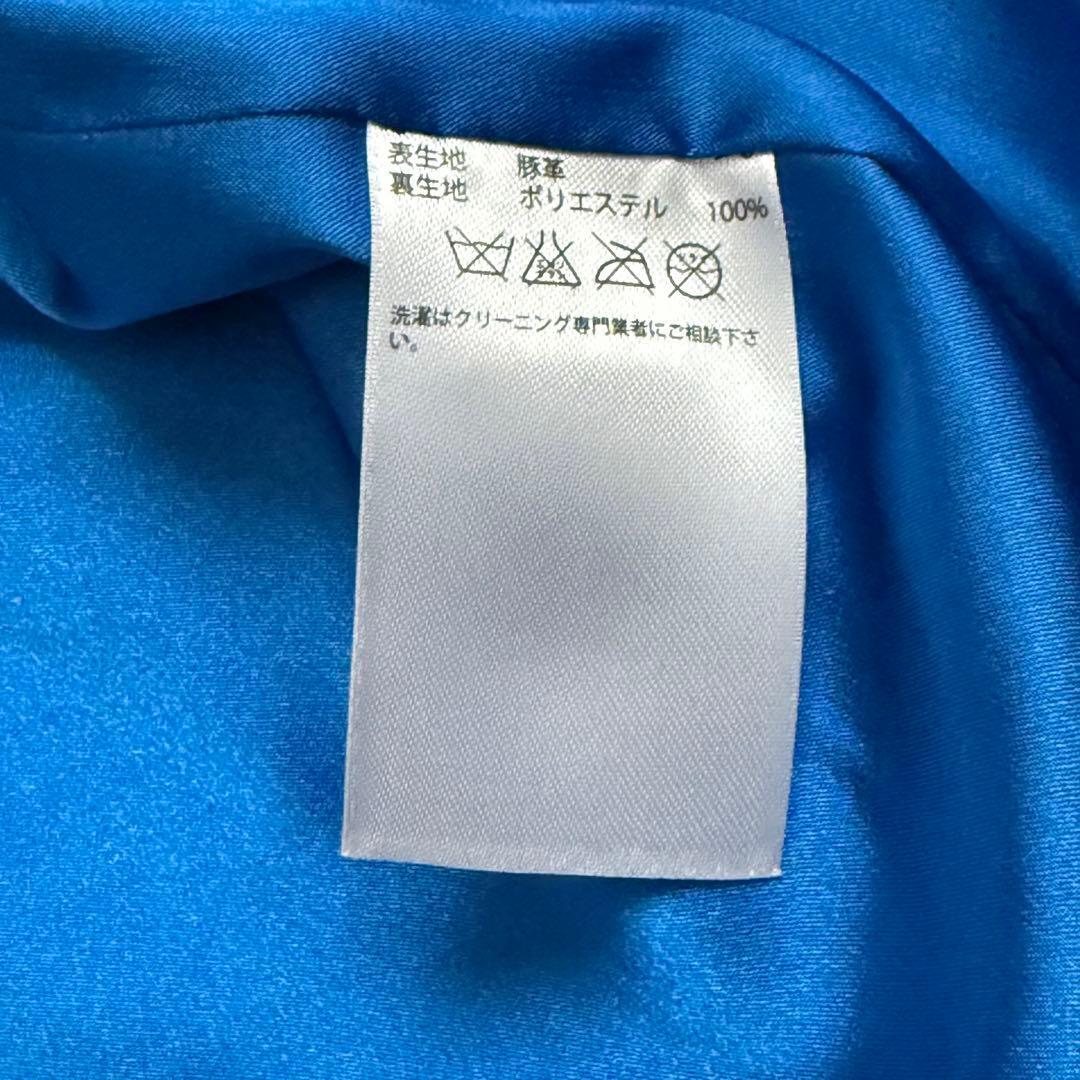 表生地 豚革
裏生地 ポリエステル 100%
洗濯はクリーニング専門業者にご相談下さ
い。